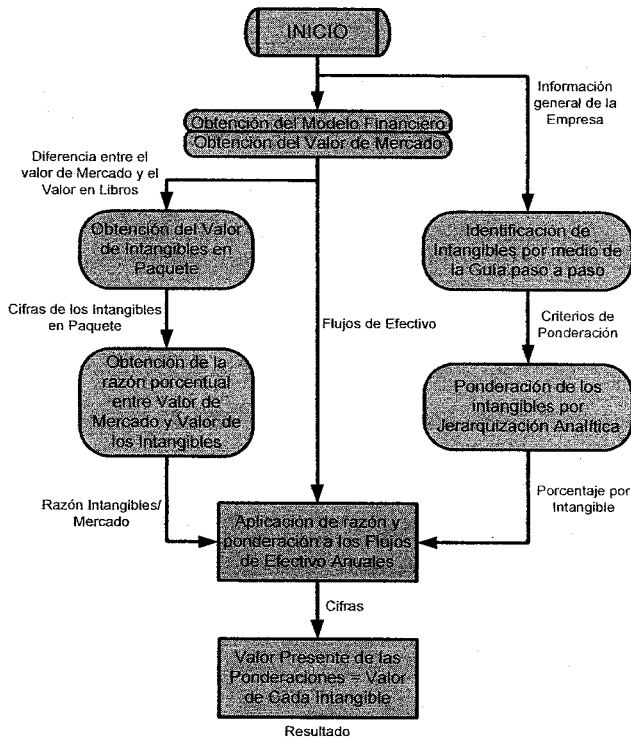 INICIO
Información
general de la
Empresa
Obtención del Modelo Financiero
Obtención del Valor de Mercado
Diferencia entre el
valor de Mercado y el
Valor en Libros
Obtención del Valor
de Intangibles en
Paquete
Identificación de
Intangibles por medio de
la Guía paso a paso
Cifras de los Intangibles
en Paquete
Flujos de Efectivo
Criterios de
Ponderación
Obtención de la
razón porcentual
entre Valor de
Mercado y Valor de
los Intangibles
Ponderación de los
intangibles por
Jerarquización Analítica
Razón Intangibles/
Mercado
Porcentaje por
Intangible
Aplicación de razón y
ponderación a los Flujos
de Efectivo Anuales
Cifras
Valor Presente de las
Ponderaciones = Valor
de Cada Intangible
Resultado